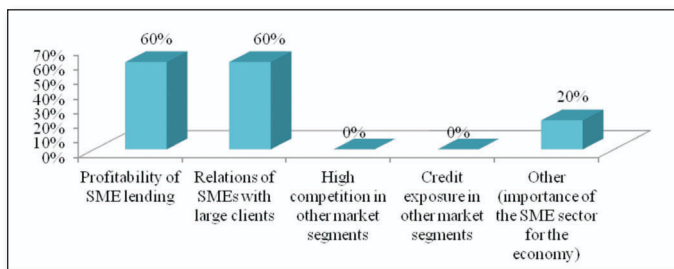 60%
60%
70%
60%
50%
40%
30%
20%
10%
0%
0%
0%
20%
Profitability of
SME lending
Relations of
SMEs with
large clients
High
competition in
other market
segments
Credit
exposure in
other market
segments
Other
(importance of
the SME sector
for the
economy)